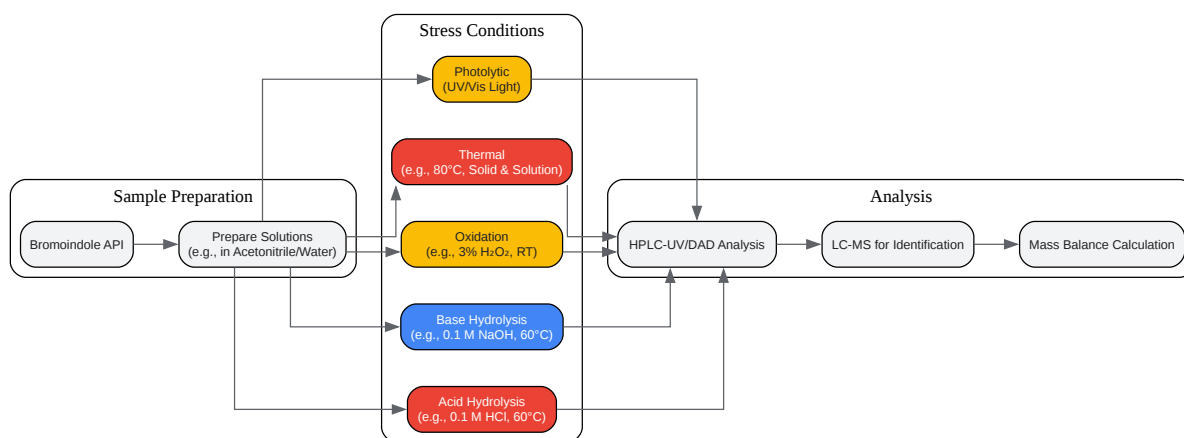 Stress Conditions
Photolytic
(UV/Vis Light)
Thermal
(e.g., 80°C, Solid & Solution)
Sample Preparation
Analysis
Bromoindole API
Prepare Solutions
(e.g., in Acetonitrile/Water)
Oxidation
(e.g., 3% H₂O₂, RT)
HPLC-UV/DAD Analysis
LC-MS for Identification
Mass Balance Calculation
Base Hydrolysis
(e.g., 0.1 M NaOH, 60°C)
Acid Hydrolysis
(e.g., 0.1 M HCl, 60°C)